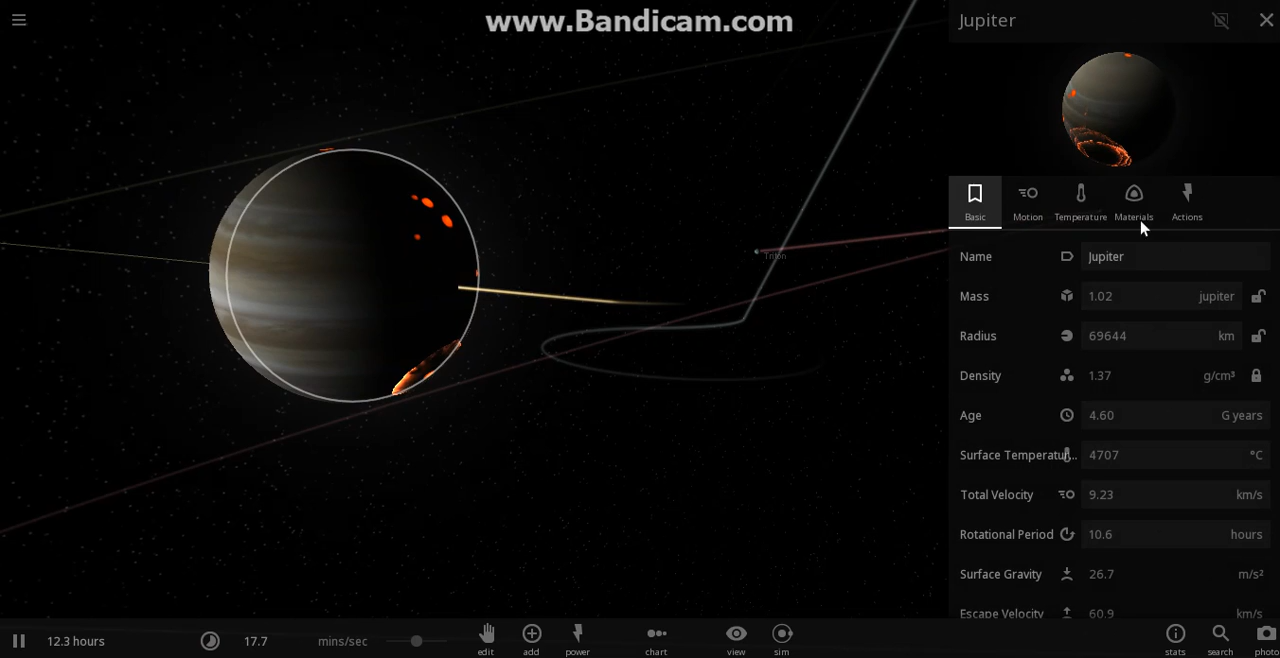 www.Bandicam.com
Jupiter
Basic
Motion
Temperature
Materials
Actions
Name Jupiter
Mass 1.02 jupiter
Radius 69644 km
Density 1.37 g/cm³
Age 4.60 G years
Surface Temperatur... 4707 °C
Total Velocity 9.23 km/s
Rotational Period 10.6 hours
Surface Gravity 26.7 m/s²
Escape Velocity 60.9 km/s
Triton
12.3 hours
17.7 mins/sec
edit
add
power
chart
view
sim
stats
search
photo